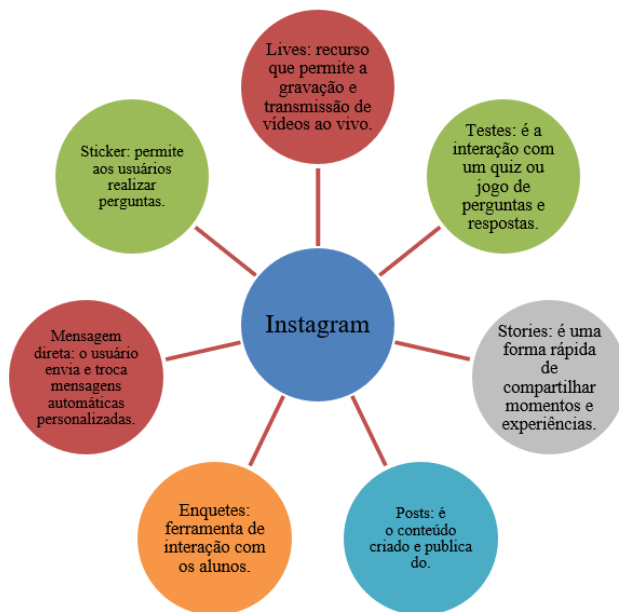 Lives: recurso
que permite a
gravação e
transmissão de
vídeos ao vivo.
Testes: é a
interação com
um quiz ou
jogo de
perguntas e
respostas.
Stories: é uma
forma rápida
de
compartilhar
momentos e
experiências.
Posts: é
o conteúdo
criado e publica
do.
Enquetes:
ferramenta de
interação com
os alunos.
Mensagem
direta: o usuário
envia e troca
mensagens
automáticas
personalizadas.
Sticker: permite
aos usuários
realizar
perguntas.
Instagram